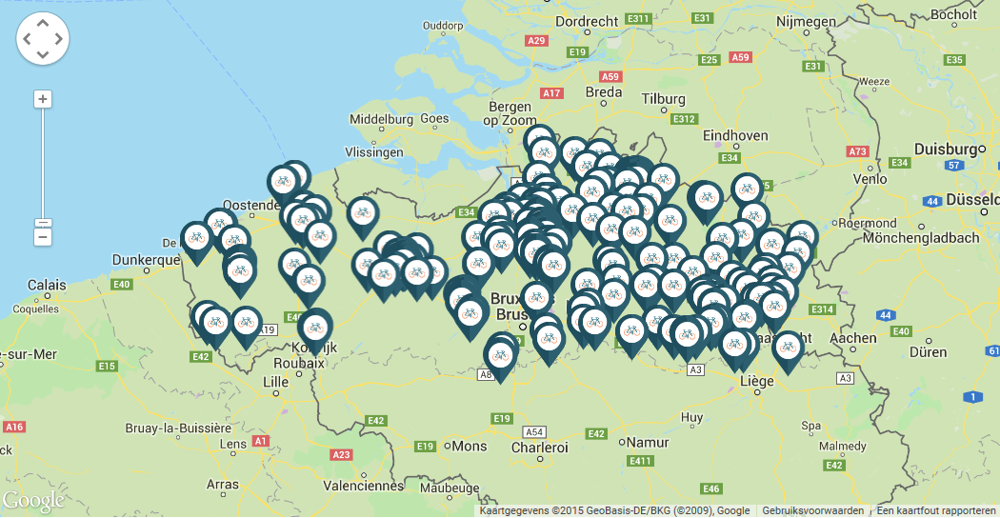 Bocholt
Dordrecht
E311
E31
Nijmegen
Ouddorp
A29
E19
E25
A59
E31
E35
A59
Weeze
A17
Breda
Tilburg
Bergen
op Zoom
E312
Middelburg
Goes
Eindhoven
Vlissingen
E34
A73
E34
Duisburg
57
Venlo
44
Düssel
Oostende
E34
Roermond
Mönchengladbach
De
Dunkerque
Calais
E40
Coquelles
E314
44
Brux
Brus
E40
A19
E40
Aachen
Düren
e-sur-Mer
E42
Roubaix
E15
Lille
A8
A3
A3
61
Liège
1
E42
E19
Huy
A16
Bruay-la-Buissière
A54
E42
Spa
Lens
A1
E19
Mons
Charleroi
Namur
Malmedy
ck
A23
E411
E42
Arras
Valenciennes
Maubeuge
E46
Google
Kaartgegevens ©2015 GeoBasis-DE/BKG (©2009), Google
Gebruiksvoorwaarden
Een kaartfout rapporteren